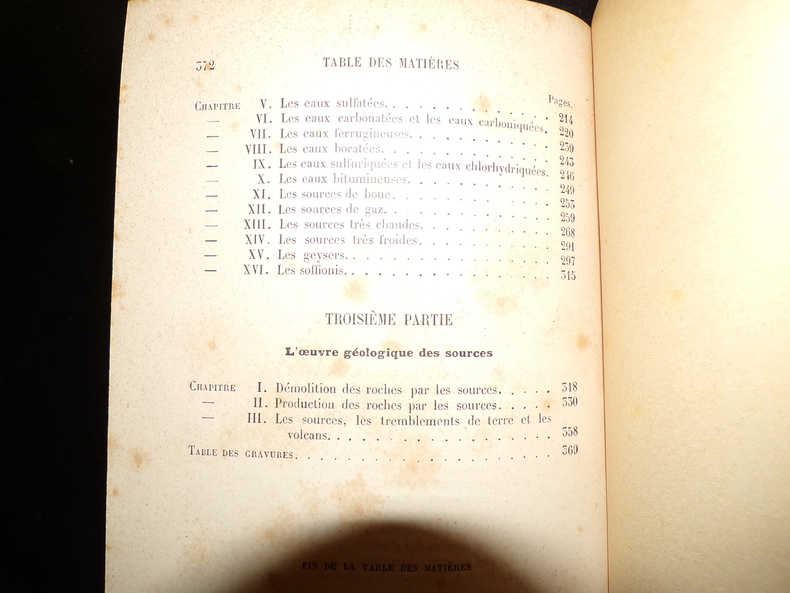 372 TABLE DES MATIÈRES
Pages.
CHAPITRE V. Les eaux sulfatées. . . . . . . . . . . . 214
— VI. Les eaux carbonatées et les eaux carboniquées. 220
— VII. Les eaux ferrugineuses. . . . . . . . . . 239
— VIII. Les eaux boratées. . . . . . . . . . . . 243
— IX. Les eaux sulfuriquées et les eaux chlorhydriquées. 246
— X. Les eaux bitumineuses. . . . . . . . . . 249
— XI. Les sources de boue. . . . . . . . . . . 253
— XII. Les sources de gaz. . . . . . . . . . . . 259
— XIII. Les sources très chaudes. . . . . . . . . 268
— XIV. Les sources très froides. . . . . . . . . 291
— XV. Les geysers. . . . . . . . . . . . . . . 297
— XVI. Les soffionis. . . . . . . . . . . . . . 315
TROISIÈME PARTIE
L'œuvre géologique des sources
CHAPITRE I. Démolition des roches par les sources. . . . . 318
— II. Production des roches par les sources. . . . . 330
— III. Les sources, les tremblements de terre et les
volcans. . . . . . . . . . . . . . . . 358
TABLE DES GRAVURES. . . . . . . . . . . . . . . . . . 369
FIN DE LA TABLE DES MATIÈRES